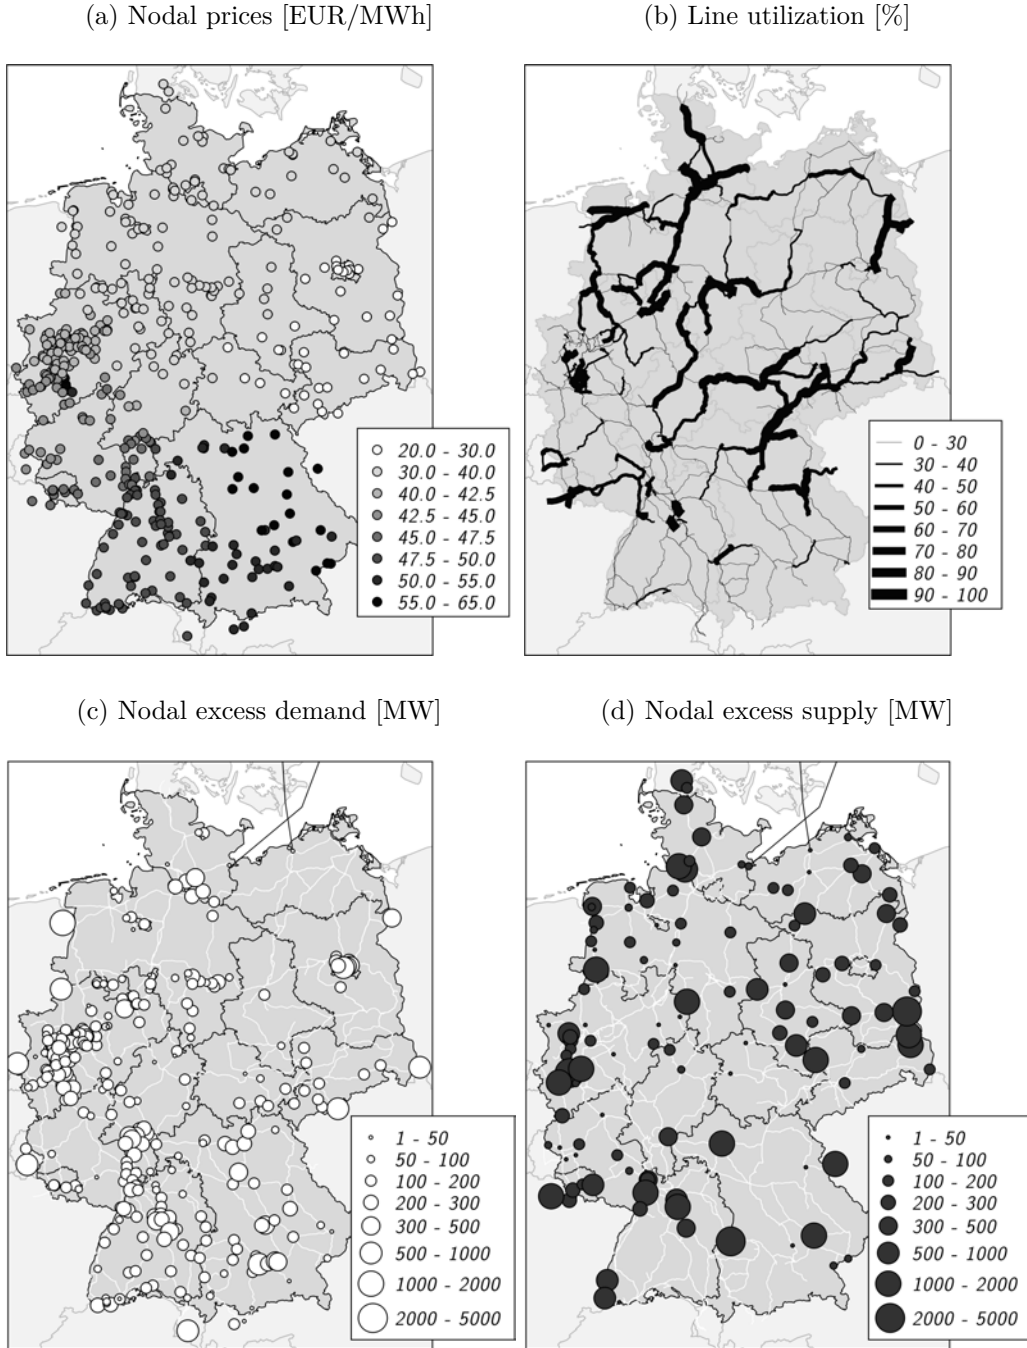 (a) Nodal prices [EUR/MWh]
(b) Line utilization [%]
20.0 - 30.0
30.0 - 40.0
40.0 - 42.5
42.5 - 45.0
45.0 - 47.5
47.5 - 50.0
50.0 - 55.0
55.0 - 65.0
0 - 30
30 - 40
40 - 50
50 - 60
60 - 70
70 - 80
80 - 90
90 - 100
(c) Nodal excess demand [MW]
(d) Nodal excess supply [MW]
1 - 50
50 - 100
100 - 200
200 - 300
300 - 500
500 - 1000
1000 - 2000
2000 - 5000
1 - 50
50 - 100
100 - 200
200 - 300
300 - 500
500 - 1000
1000 - 2000
2000 - 5000